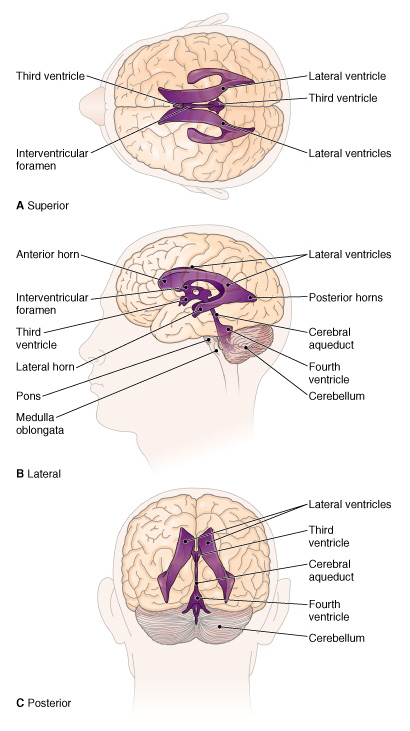 Third ventricle
Lateral ventricle
Third ventricle
Interventricular
foramen
Lateral ventricles
A Superior
Anterior horn
Lateral ventricles
Interventricular
foramen
Posterior horns
Third
ventricle
Cerebral
aqueduct
Lateral horn
Fourth
ventricle
Pons
Cerebellum
Medulla
oblongata
B Lateral
Lateral ventricles
Third
ventricle
Cerebral
aqueduct
Fourth
ventricle
Cerebellum
C Posterior